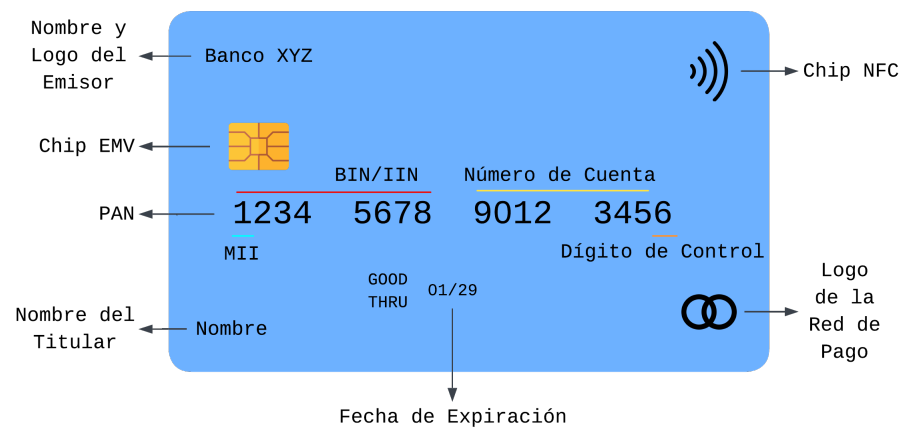 Nombre y
Logo del
Emisor
Banco XYZ
Chip NFC
Chip EMV
BIN/IIN
Número de Cuenta
PAN
1234 5678 9012 3456
MII
Dígito de Control
GOOD
THRU
01/29
Nombre del
Titular
Nombre
Logo
de la
Red de
Pago
Fecha de Expiración